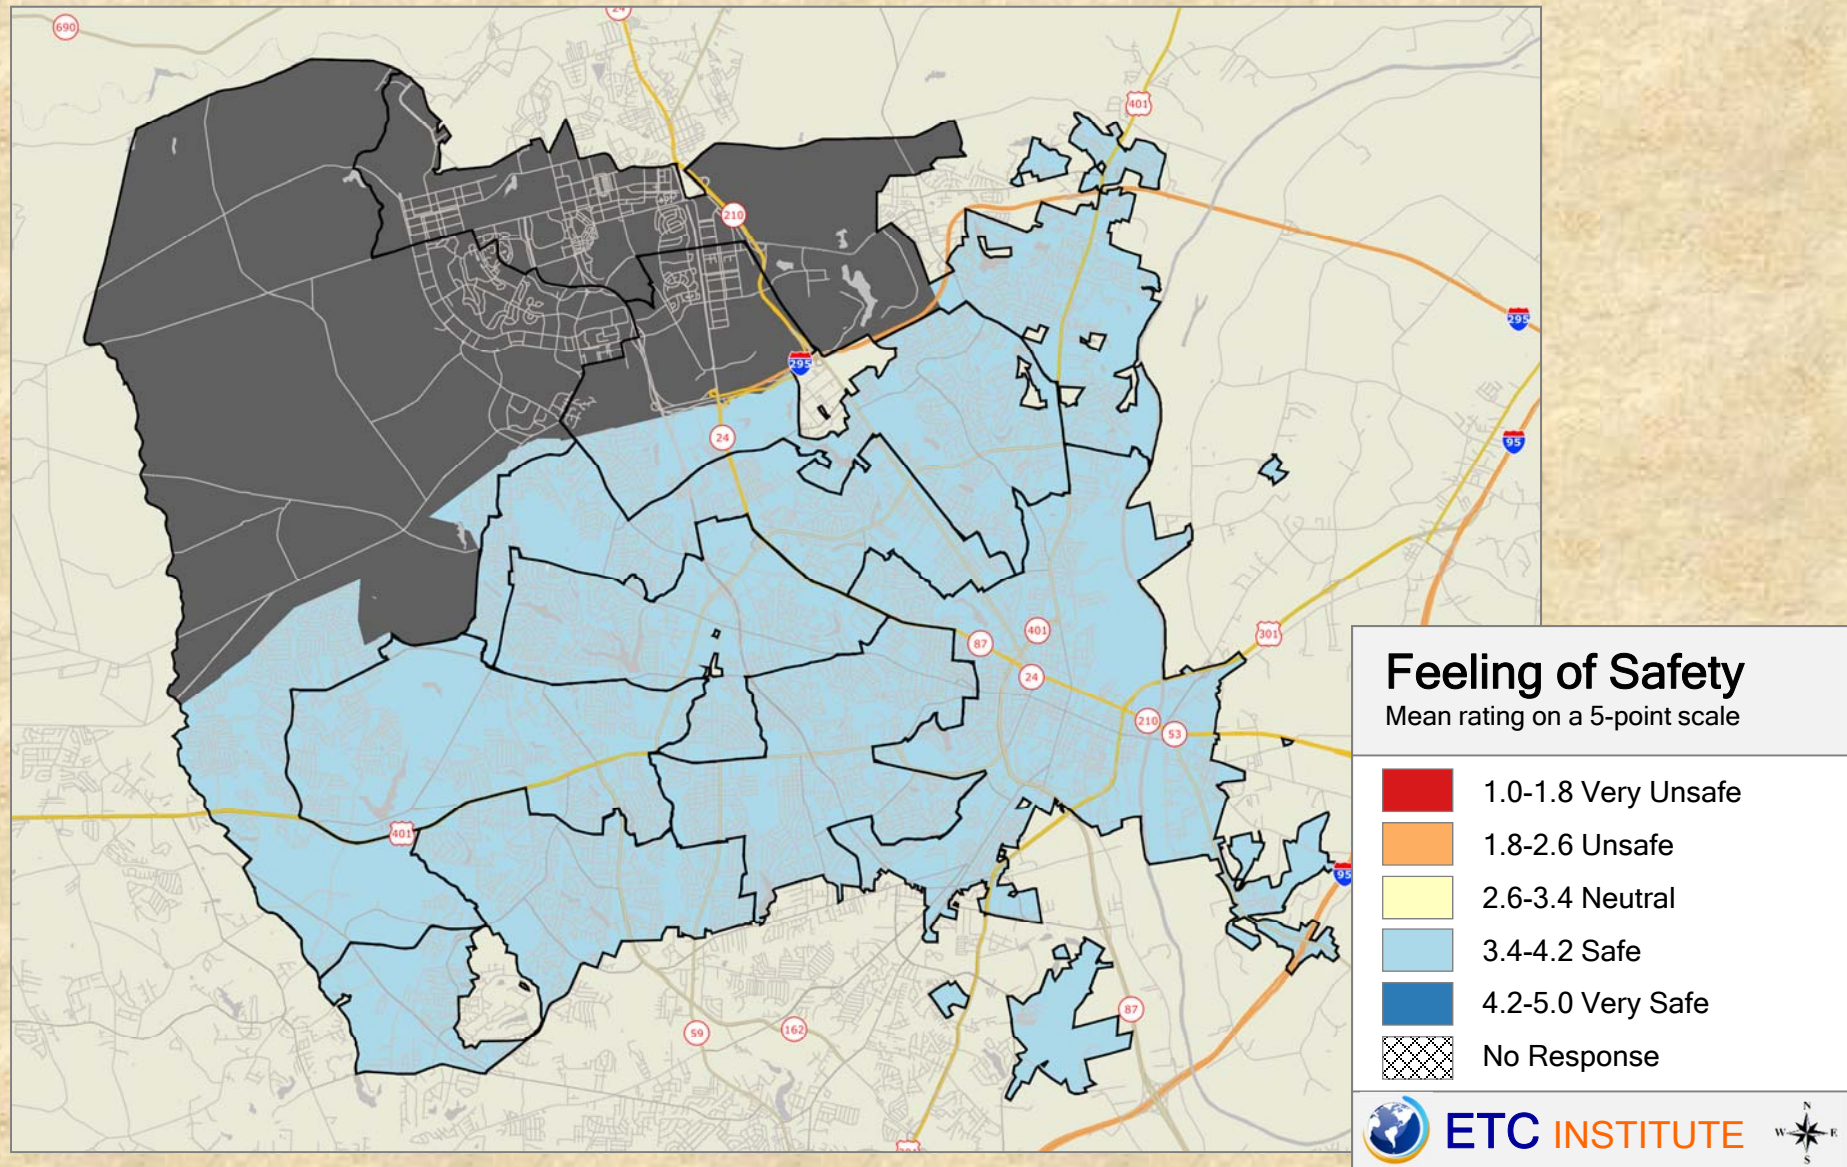 690
24
401
210
295
295
24
95
401
87
301
24
210
53
401
95
87
59
162
Feeling of Safety
Mean rating on a 5-point scale
1.0-1.8 Very Unsafe
1.8-2.6 Unsafe
2.6-3.4 Neutral
3.4-4.2 Safe
4.2-5.0 Very Safe
No Response
ETC INSTITUTE
N
W E
S